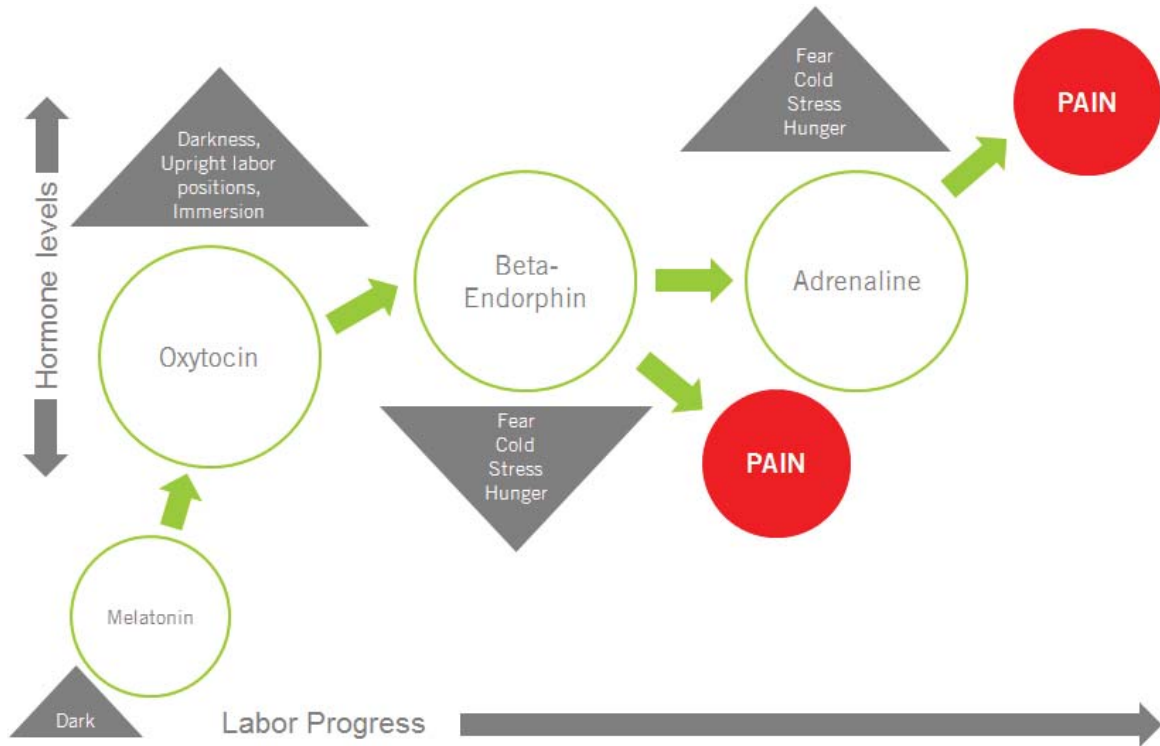 Fear
Cold
Stress
Hunger
PAIN
Darkness,
Upright labor
positions,
Immersion
Hormone levels
Beta-
Endorphin
Adrenaline
Oxytocin
Fear
Cold
Stress
Hunger
PAIN
Melatonin
Dark
Labor Progress